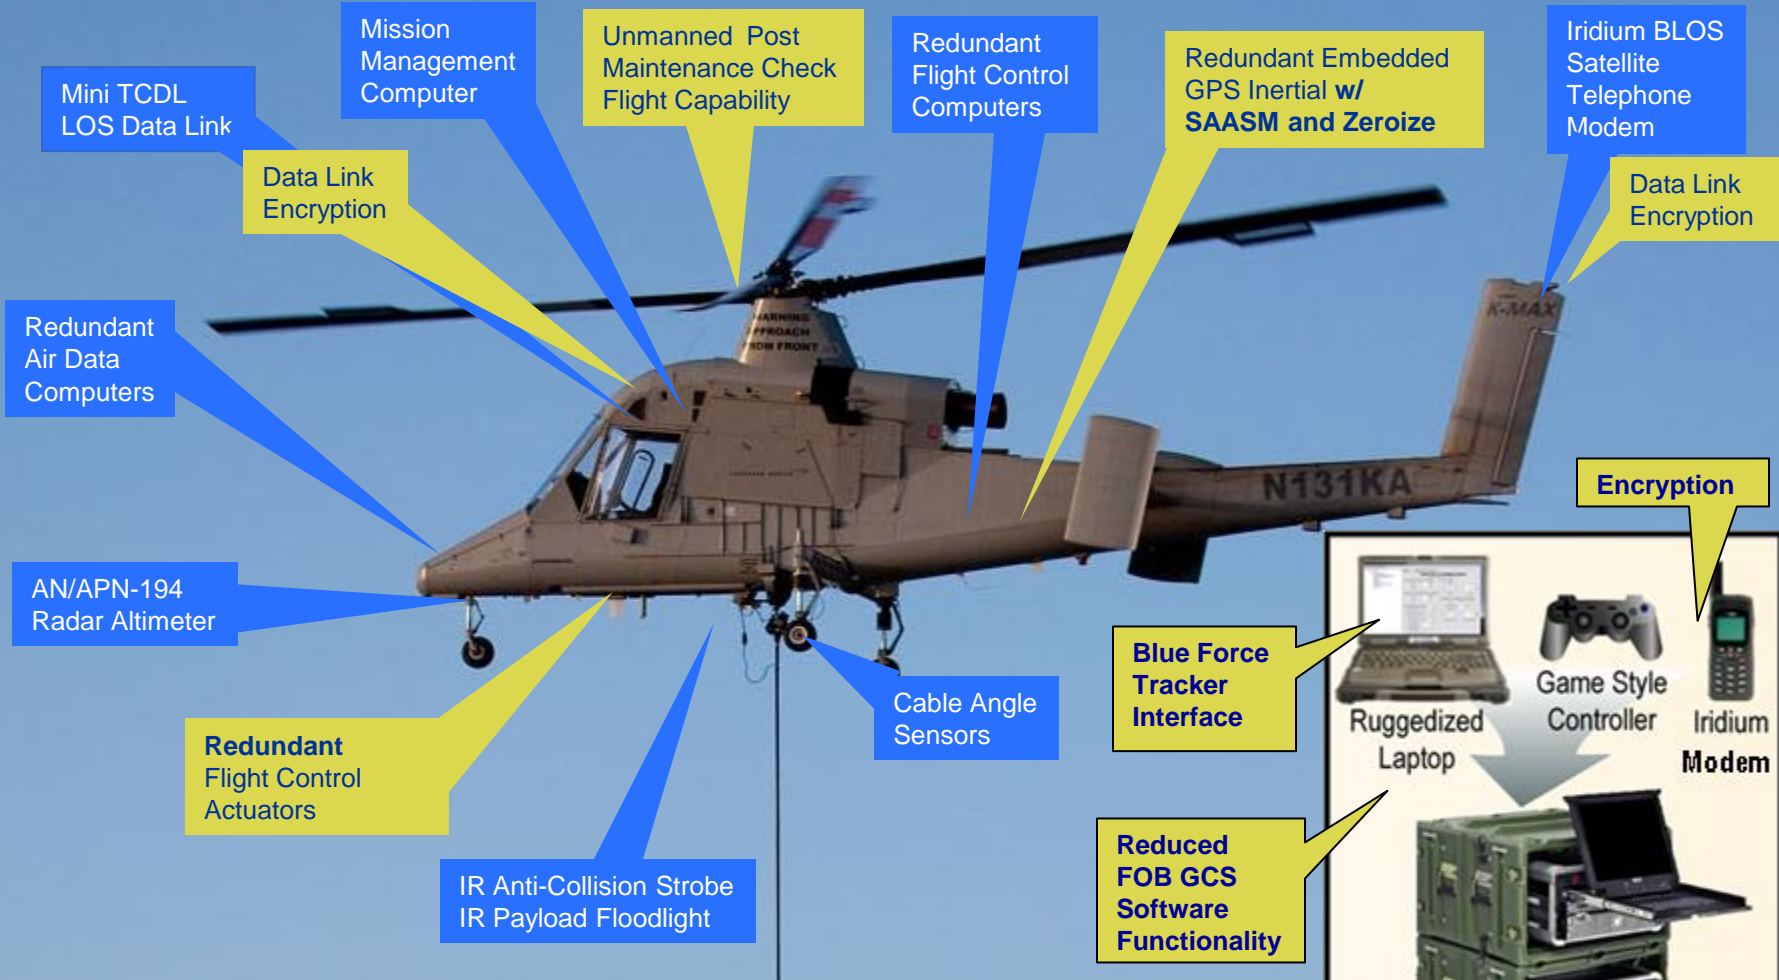 Mini TCDL
LOS Data Link
Mission
Management
Computer
Unmanned Post
Maintenance Check
Flight Capability
Redundant
Flight Control
Computers
Redundant Embedded
GPS Inertial w/
SAASM and Zeroize
Iridium BLOS
Satellite
Telephone
Modem
Data Link
Encryption
Data Link
Encryption
Redundant
Air Data
Computers
WARNING
APPROACH
FROM FRONT
K-MAX
N131KA
Encryption
AN/APN-194
Radar Altimeter
Redundant
Flight Control
Actuators
IR Anti-Collision Strobe
IR Payload Floodlight
Cable Angle
Sensors
Blue Force
Tracker
Interface
Ruggedized
Laptop
Game Style
Controller
Iridium
Modem
Reduced
FOB GCS
Software
Functionality